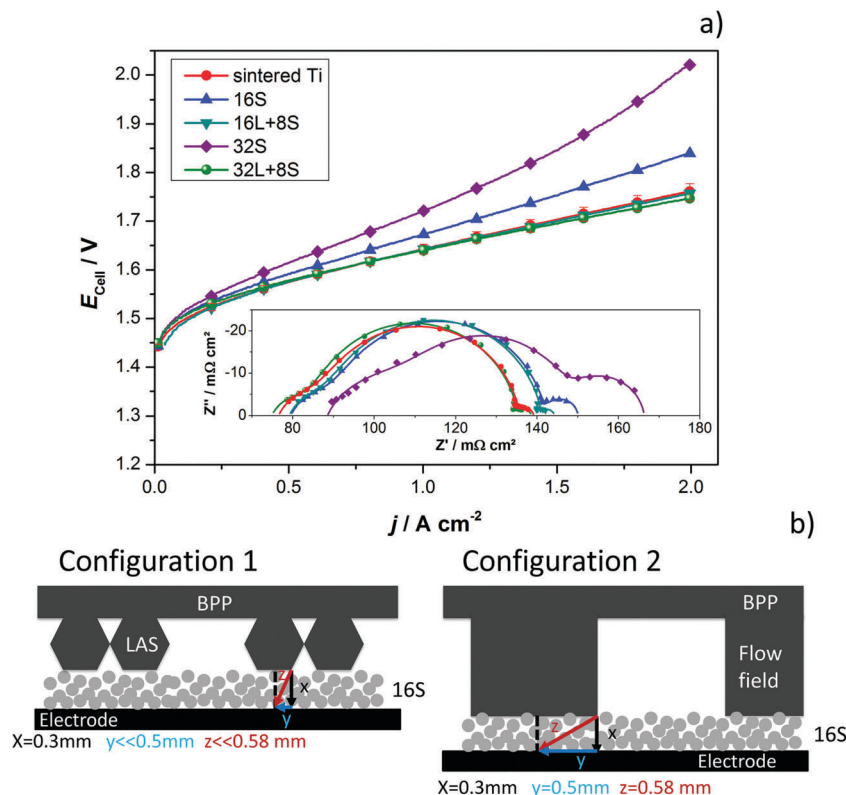 a)
sintered Ti
16S
16L+8S
32S
32L+8S
E_Cell / V
2.0
1.9
1.8
1.7
1.6
1.5
1.4
1.3
1.2
-20
-10
0
Z'' / mΩ cm²
80 100 120 140 160 180
Z' / mΩ cm²
0.0 0.5 1.0 1.5 2.0
j / A cm⁻²
b)
Configuration 1
BPP
LAS
z
x
y
16S
Electrode
X=0.3mm y<<0.5mm z<<0.58 mm
Configuration 2
BPP
Flow
field
z
x
y
16S
Electrode
X=0.3mm y=0.5mm z=0.58 mm